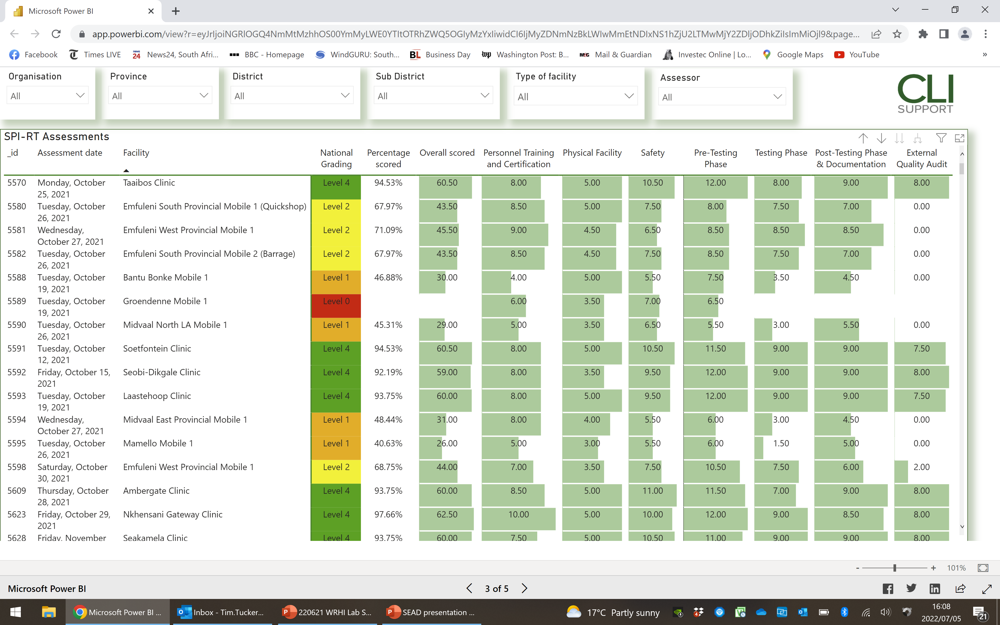 Microsoft Power BI
app.powerbi.com/view?r=eyJrIjoiNGRlOGQ4NmMtMzhhOS00YmMyLWE0YTItOTRhZWQ5OGIyMzYxIiwidCI6IjMyZDNmNzBkLWIwMmEtNDIxNS1hZjU2LTMwMjY2ZDljODhkZiIsImMiOjl9&page...
Facebook Times LIVE News24, South Afri... BBC - Homepage WindGURU: South... BL Business Day wp Washington Post: B... M&G Mail & Guardian Investec Online | Lo... Google Maps YouTube »
Organisation Province District Sub District Type of facility Assessor
All All All All All All
CLI
SUPPORT
SPI-RT Assessments
_id Assessment date Facility National Percentage Overall scored Personnel Training Physical Facility Safety Pre-Testing Testing Phase Post-Testing Phase External
Grading scored and Certification Phase & Documentation Quality Audit
5570 Monday, October Taaibos Clinic Level 4 94.53% 60.50 8.00 5.00 10.50 12.00 8.00 9.00 8.00
25, 2021
5580 Tuesday, October Emfuleni South Provincial Mobile 1 (Quickshop) Level 2 67.97% 43.50 8.50 5.00 7.50 8.00 7.50 7.00 0.00
26, 2021
5581 Wednesday, Emfuleni West Provincial Mobile 1 Level 2 71.09% 45.50 9.00 4.50 6.50 8.50 8.50 8.50 0.00
October 27, 2021
5582 Tuesday, October Emfuleni South Provincial Mobile 2 (Barrage) Level 2 67.97% 43.50 8.50 4.50 7.50 8.50 7.50 7.00 0.00
26, 2021
5588 Tuesday, October Bantu Bonke Mobile 1 Level 1 46.88% 30.00 4.00 5.00 5.50 7.50 3.50 4.50 0.00
19, 2021
5589 Tuesday, October Groendenne Mobile 1 Level 0 6.00 3.50 7.00 6.50
19, 2021
5590 Tuesday, October Midvaal North LA Mobile 1 Level 1 45.31% 29.00 5.00 3.50 6.50 5.50 3.00 5.50 0.00
26, 2021
5591 Tuesday, October Soetfontein Clinic Level 4 94.53% 60.50 8.00 5.00 10.50 11.50 9.00 9.00 7.50
12, 2021
5592 Friday, October 15, Seobi-Dikgale Clinic Level 4 92.19% 59.00 8.00 3.50 9.50 12.00 9.00 9.00 8.00
2021
5593 Tuesday, October Laastehoop Clinic Level 4 93.75% 60.00 8.00 5.00 9.50 12.00 9.00 9.00 7.50
19, 2021
5594 Wednesday, Midvaal East Provincial Mobile 1 Level 1 48.44% 31.00 8.00 4.00 5.50 6.00 3.00 4.50 0.00
October 27, 2021
5595 Tuesday, October Mamello Mobile 1 Level 1 40.63% 26.00 5.00 3.00 5.50 6.00 1.50 5.00 0.00
26, 2021
5598 Saturday, October Emfuleni West Provincial Mobile 1 Level 2 68.75% 44.00 7.00 3.50 7.50 10.50 7.50 6.00 2.00
30, 2021
5609 Thursday, October Ambergate Clinic Level 4 93.75% 60.00 8.50 5.00 11.00 11.50 7.00 9.00 8.00
28, 2021
5623 Friday, October 29, Nkhensani Gateway Clinic Level 4 97.66% 62.50 10.00 5.00 10.00 12.00 9.00 8.50 8.00
2021
5628 Friday, November Seakamela Clinic Level 4 93.75% 60.00 7.50 5.00 10.50 11.00 9.00 9.00 8.00
- + 101%
Microsoft Power BI 3 of 5
Microsoft Power BI ... Inbox - Tim.Tucker... 220621 WRHI Lab S... SEAD presentation ... 17°C Partly sunny 16:08
2022/07/05 21